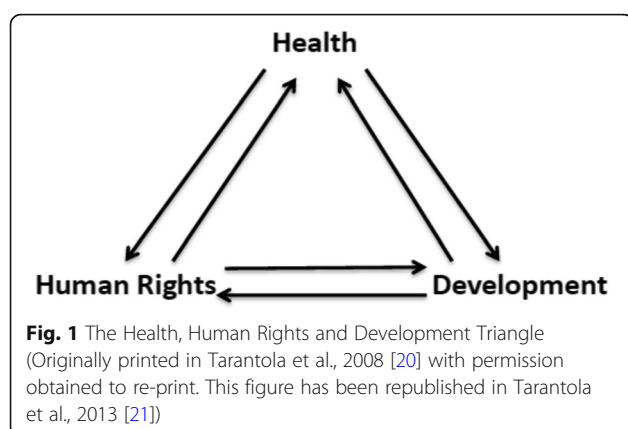 Health
Human Rights
Development
Fig. 1 The Health, Human Rights and Development Triangle
(Originally printed in Tarantola et al., 2008 [20] with permission
obtained to re-print. This figure has been republished in Tarantola
et al., 2013 [21])